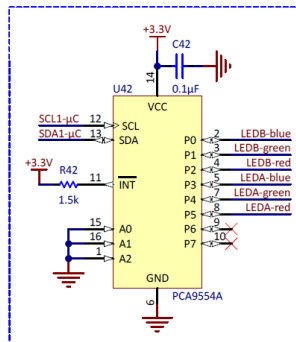 +3.3V
C42
0.1µF
U42
14
VCC
SCL1-µC 12 SCL
SDA1-µC 13 SDA
+3.3V
R42
1.5k
11 INT
15 A0
16 A1
1 A2
P0 2 LEDB-blue
P1 3 LEDB-green
P2 4 LEDB-red
P3 5 LEDA-blue
P4 7 LEDA-green
P5 8 LEDA-red
P6 9
P7 10
GND
6
PCA9554A